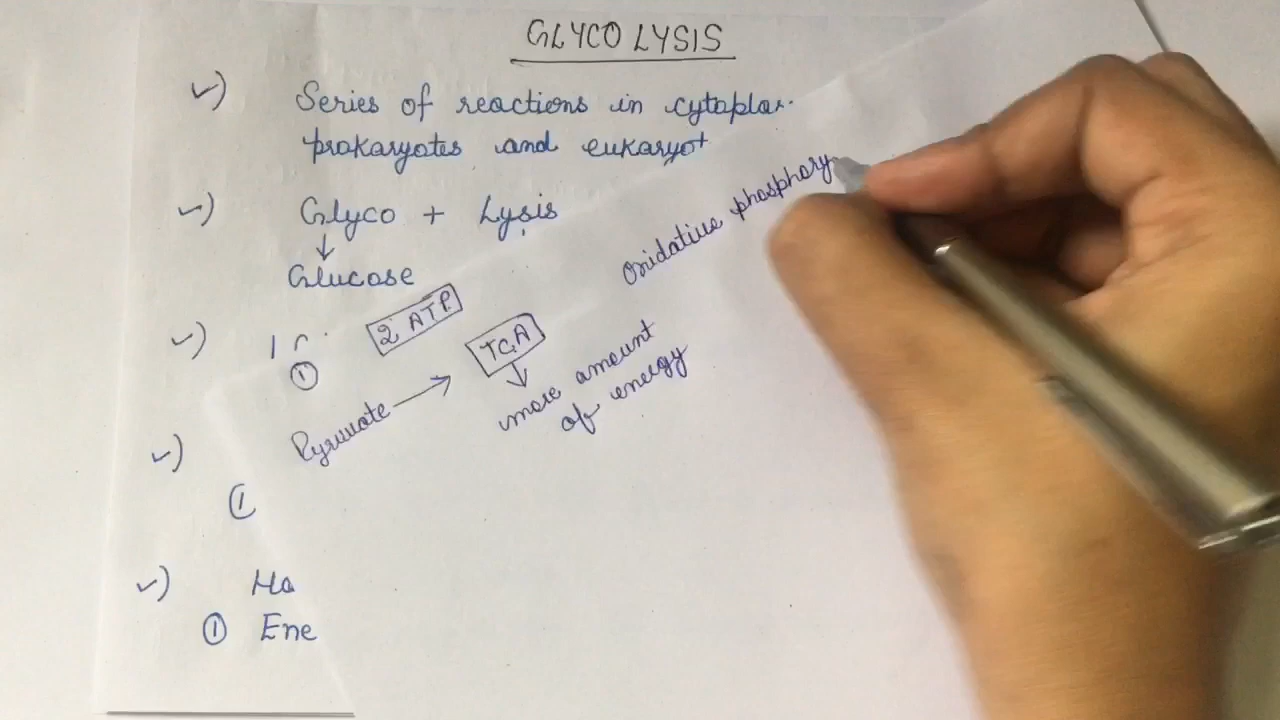 GLYCOLYSIS
Series of reactions in cytoplas
prokaryotes and eukaryot
Glyco + Lysis
↓
Glucose
2 ATP
①
Pyruvate → TCA
↓
more amount
of energy
Oxidative phosphory
①
Ha
① Ene